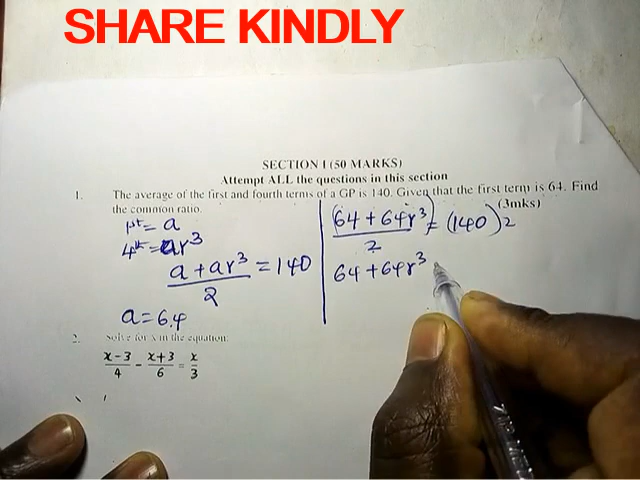 SHARE KINDLY
SECTION I (50 MARKS)
Attempt ALL the questions in this section
1. The average of the first and fourth terms of a GP is 140. Given that the first term is 64. Find
the common ratio. (3mks)
1st = a
4th = ar³
(a + ar³)/2 = 140
a = 64
(64 + 64r³)/2 = (140)2
64 + 64r³
2. Solve for x in the equation:
(x-3)/4 - (x+3)/6 = x/3